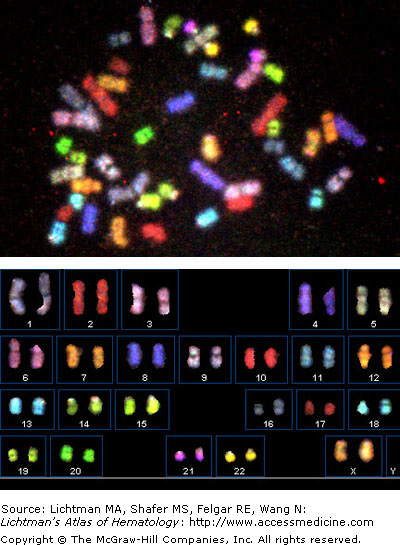 1 2 3 4 5
6 7 8 9 10 11 12
13 14 15 16 17 18
19 20 21 22 X Y
Source: Lichtman MA, Shafer MS, Felgar RE, Wang N:
Lichtman's Atlas of Hematology: http://www.accessmedicine.com
Copyright © The McGraw-Hill Companies, Inc. All rights reserved.